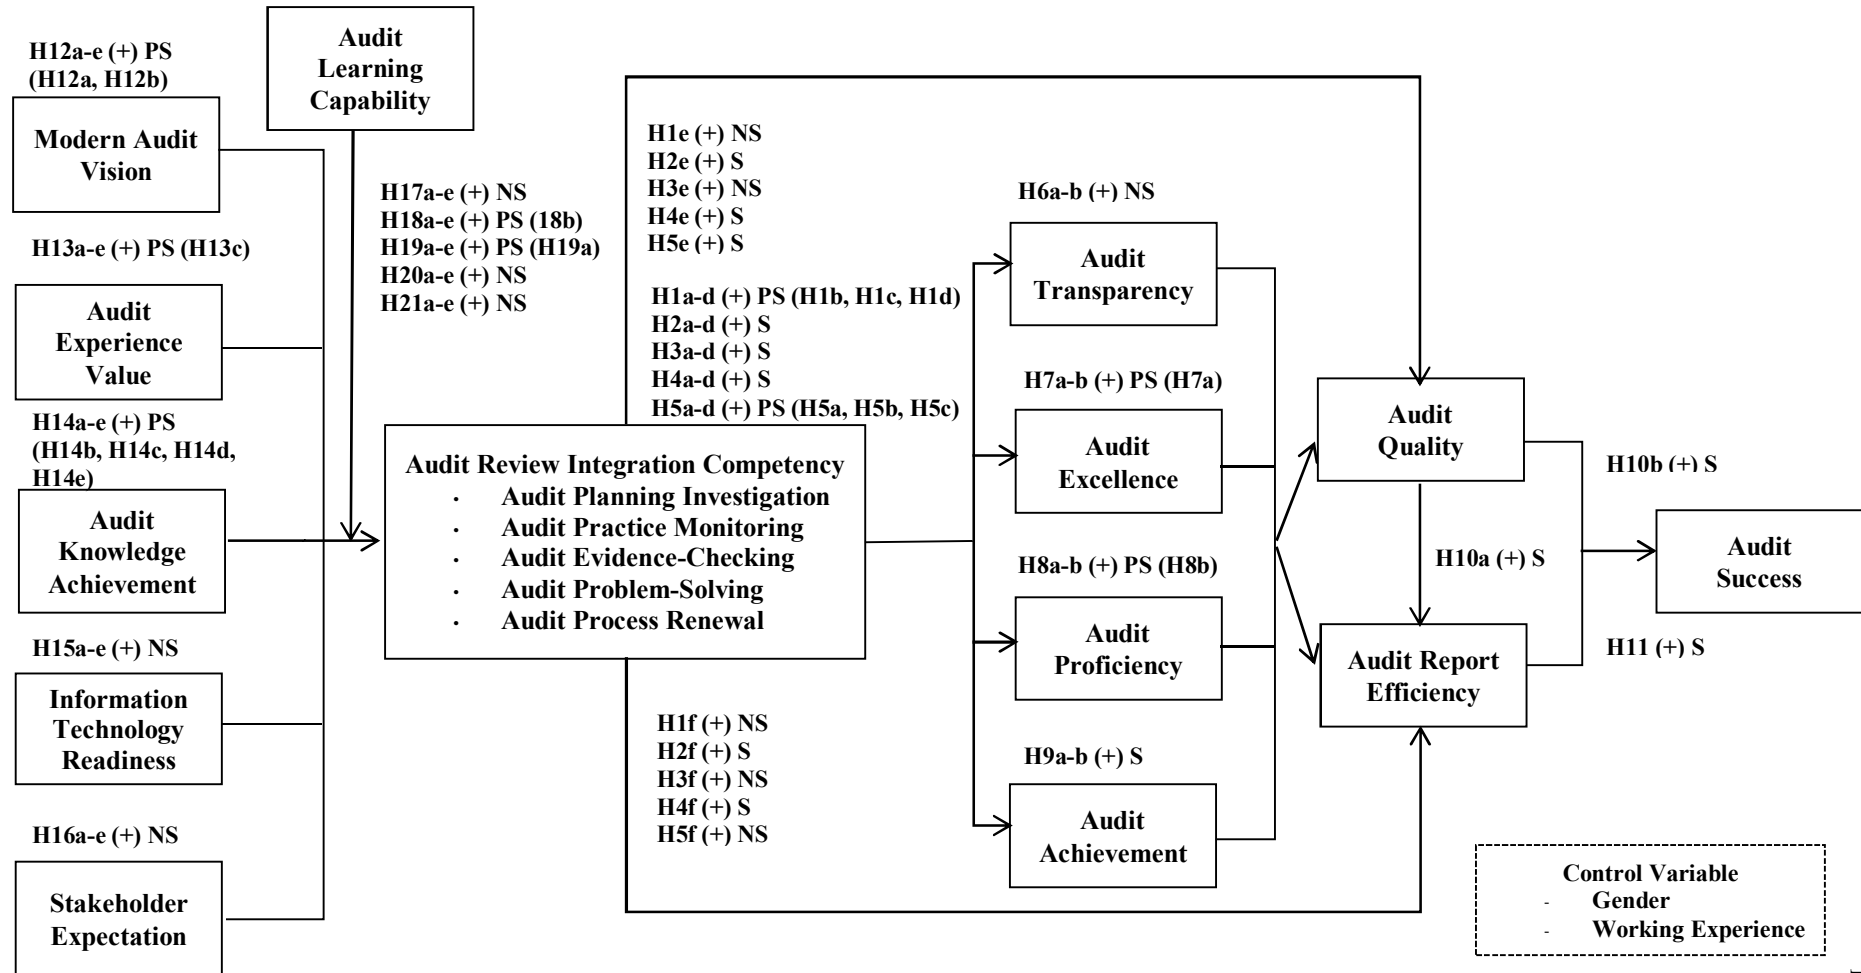 H12a-e (+) PS
(H12a, H12b)
Modern Audit
Vision
H13a-e (+) PS (H13c)
Audit
Experience
Value
H14a-e (+) PS
(H14b, H14c, H14d,
H14e)
Audit
Knowledge
Achievement
H15a-e (+) NS
Information
Technology
Readiness
H16a-e (+) NS
Stakeholder
Expectation
Audit
Learning
Capability
H17a-e (+) NS
H18a-e (+) PS (18b)
H19a-e (+) PS (H19a)
H20a-e (+) NS
H21a-e (+) NS
H1e (+) NS
H2e (+) S
H3e (+) NS
H4e (+) S
H5e (+) S
H1a-d (+) PS (H1b, H1c, H1d)
H2a-d (+) S
H3a-d (+) S
H4a-d (+) S
H5a-d (+) PS (H5a, H5b, H5c)
Audit Review Integration Competency
· Audit Planning Investigation
· Audit Practice Monitoring
· Audit Evidence-Checking
· Audit Problem-Solving
· Audit Process Renewal
H1f (+) NS
H2f (+) S
H3f (+) NS
H4f (+) S
H5f (+) NS
H6a-b (+) NS
Audit
Transparency
H7a-b (+) PS (H7a)
Audit
Excellence
H8a-b (+) PS (H8b)
Audit
Proficiency
H9a-b (+) S
Audit
Achievement
Audit
Quality
H10a (+) S
Audit Report
Efficiency
H10b (+) S
H11 (+) S
Audit
Success
Control Variable
- Gender
- Working Experience